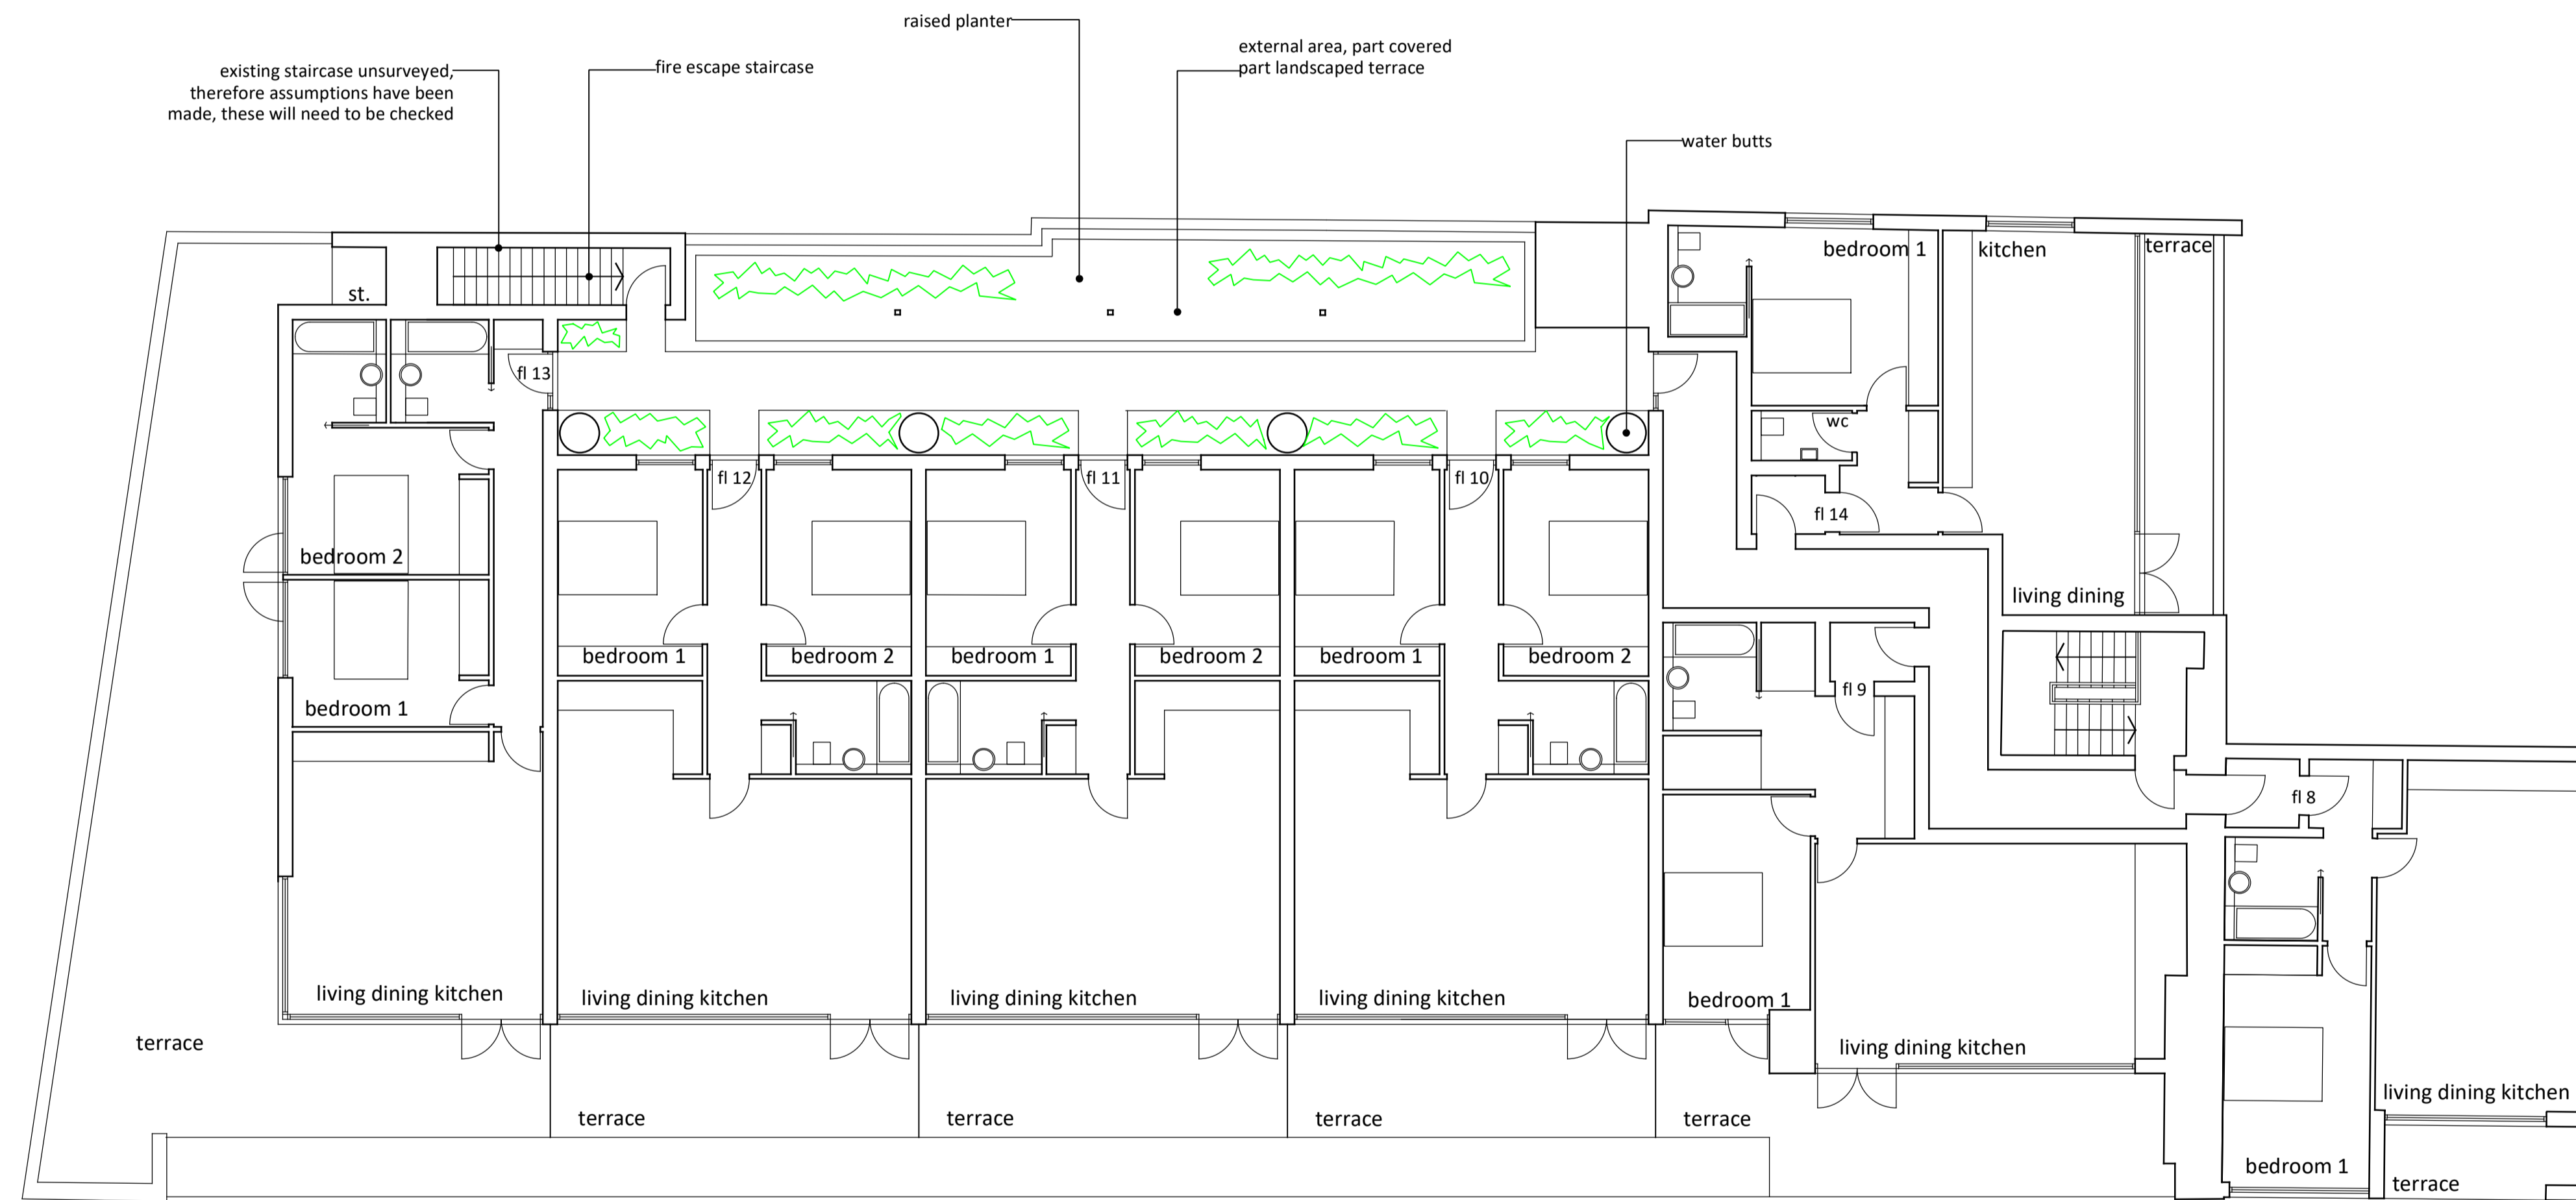 raised planter
external area, part covered
part landscaped terrace
existing staircase unsurveyed,
therefore assumptions have been
made, these will need to be checked
fire escape staircase
water butts
bedroom 1
kitchen
terrace
st.
fl 13
wc
fl 12
fl 11
fl 10
fl 14
bedroom 2
living dining
bedroom 1
bedroom 2
bedroom 1
bedroom 2
bedroom 1
bedroom 2
fl 9
bedroom 1
fl 8
living dining kitchen
living dining kitchen
living dining kitchen
living dining kitchen
bedroom 1
terrace
living dining kitchen
living dining kitchen
terrace
terrace
terrace
terrace
bedroom 1
terrace